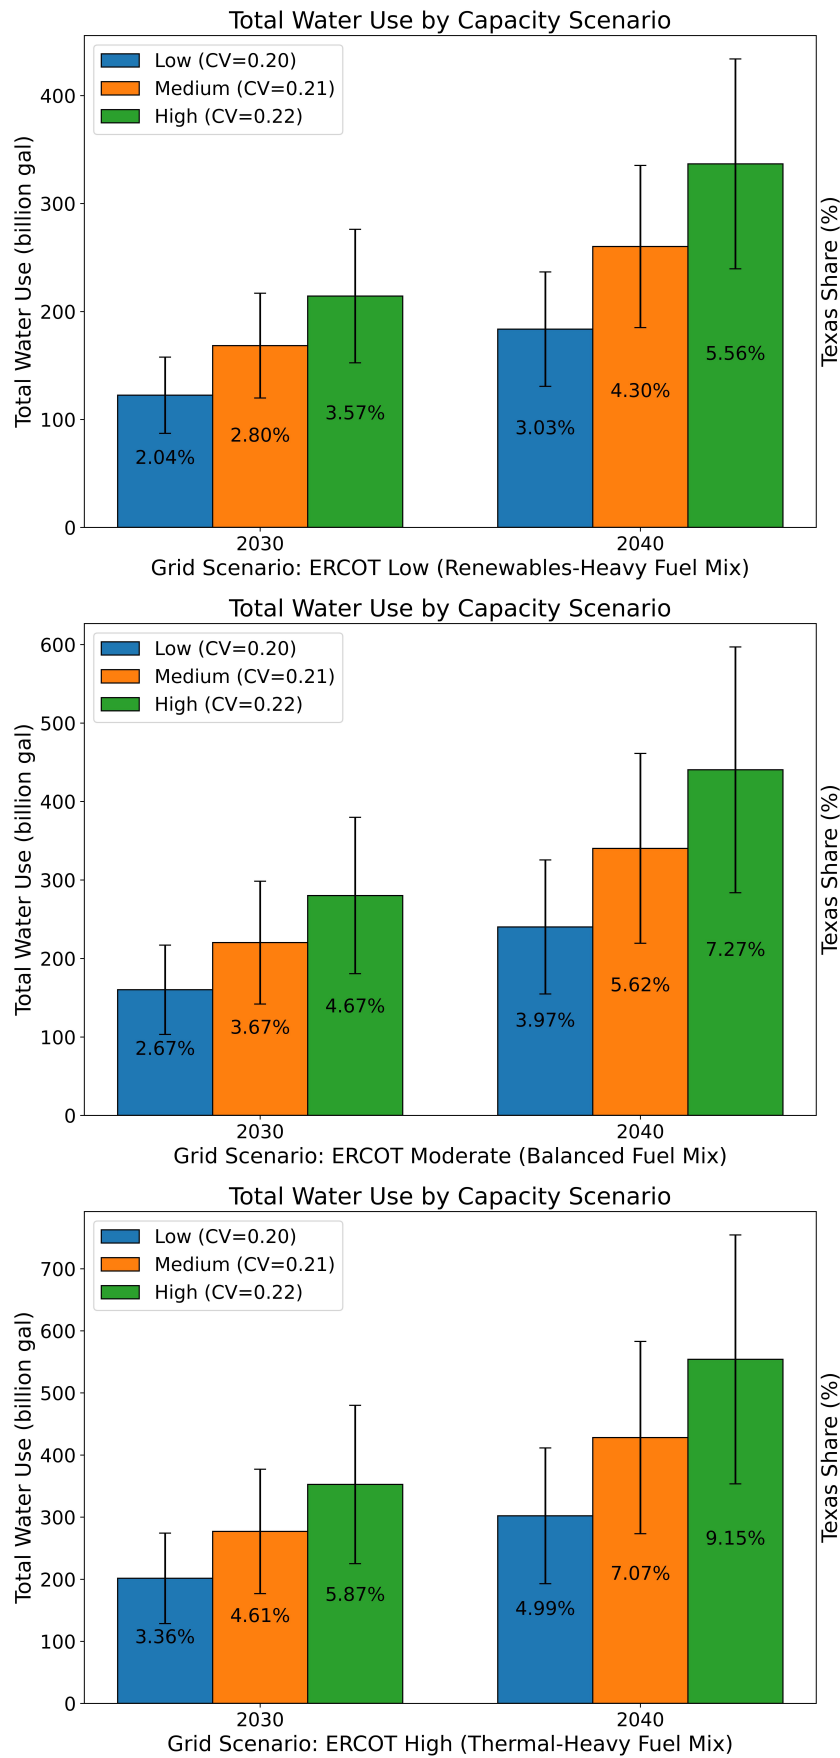 Total Water Use by Capacity Scenario
Low (CV=0.20)
Medium (CV=0.21)
High (CV=0.22)
Total Water Use (billion gal)
400
300
200
100
0
2.04%
2.80%
3.57%
3.03%
4.30%
5.56%
Texas Share (%)
2030
2040
Grid Scenario: ERCOT Low (Renewables-Heavy Fuel Mix)
Total Water Use by Capacity Scenario
Low (CV=0.20)
Medium (CV=0.21)
High (CV=0.22)
Total Water Use (billion gal)
600
500
400
300
200
100
0
2.67%
3.67%
4.67%
3.97%
5.62%
7.27%
Texas Share (%)
2030
2040
Grid Scenario: ERCOT Moderate (Balanced Fuel Mix)
Total Water Use by Capacity Scenario
Low (CV=0.20)
Medium (CV=0.21)
High (CV=0.22)
Total Water Use (billion gal)
700
600
500
400
300
200
100
0
3.36%
4.61%
5.87%
4.99%
7.07%
9.15%
Texas Share (%)
2030
2040
Grid Scenario: ERCOT High (Thermal-Heavy Fuel Mix)